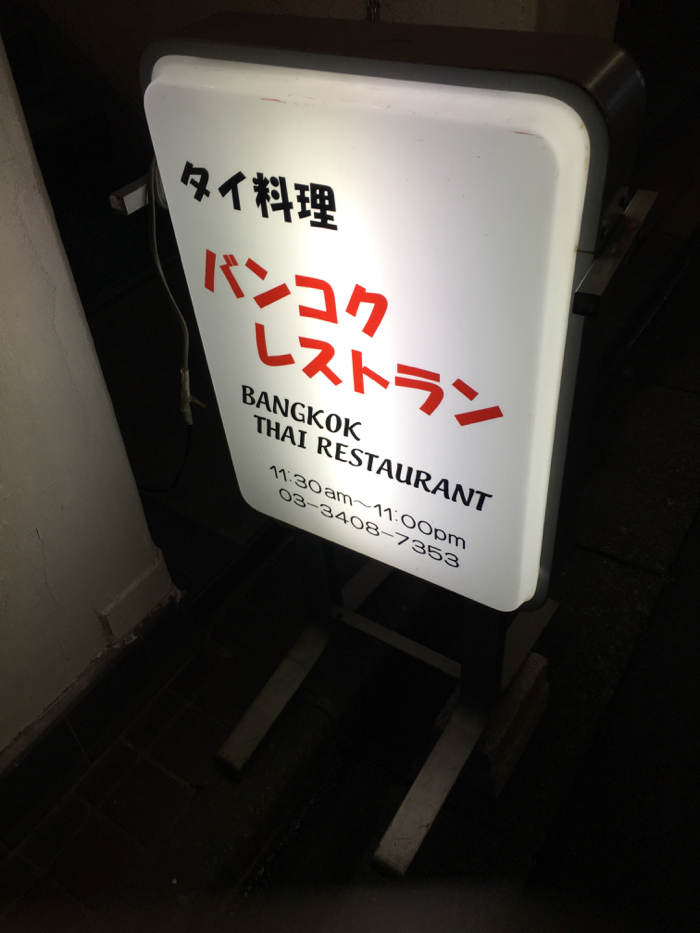 タイ料理
バンコク
レストラン
BANGKOK
THAI RESTAURANT
11:30am〜11:00pm
03-3408-7353